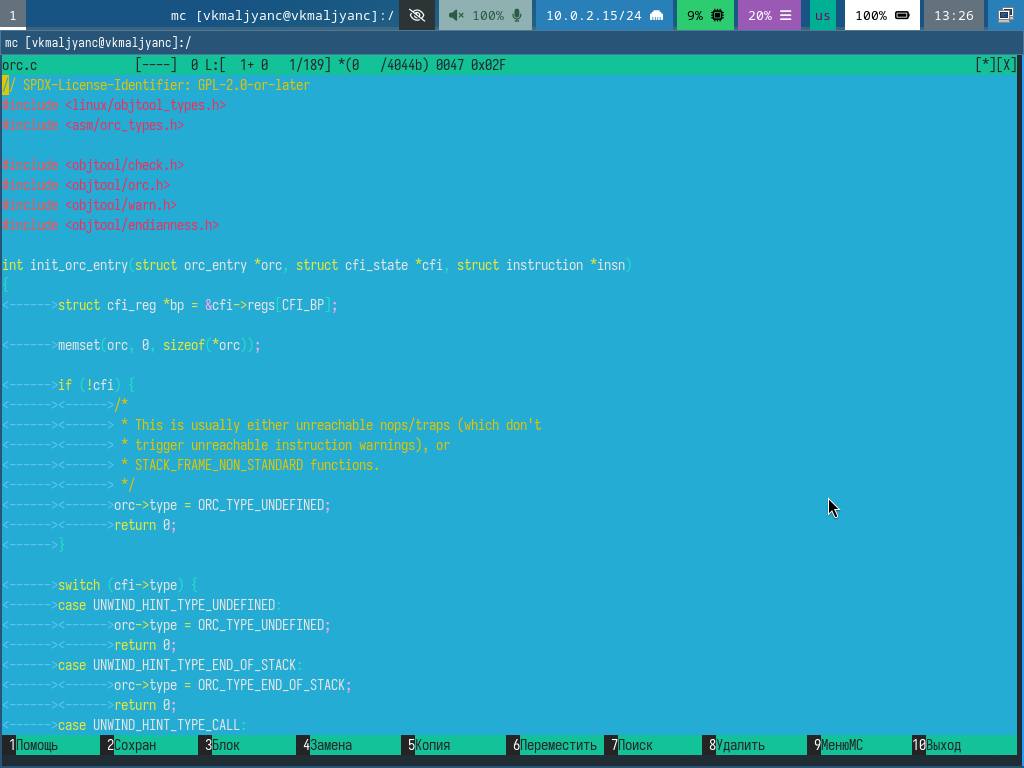 1 mc [vkmaljyanc@vkmaljyanc]:/ 100% 10.0.2.15/24 9% 20% us 100% 13:26
mc [vkmaljyanc@vkmaljyanc]:/
orc.c [----] 0 L:[ 1+ 0 1/189] *(0 /4044b) 0047 0x02F [*][X]
// SPDX-License-Identifier: GPL-2.0-or-later
#include <linux/objtool_types.h>
#include <asm/orc_types.h>
#include <objtool/check.h>
#include <objtool/orc.h>
#include <objtool/warn.h>
#include <objtool/endianness.h>
int init_orc_entry(struct orc_entry *orc, struct cfi_state *cfi, struct instruction *insn)
{
<------>struct cfi_reg *bp = &cfi->regs[CFI_BP];
<------>memset(orc, 0, sizeof(*orc));
<------>if (!cfi) {
<------><------>/*
<------><------> * This is usually either unreachable nops/traps (which don't
<------><------> * trigger unreachable instruction warnings), or
<------><------> * STACK_FRAME_NON_STANDARD functions.
<------><------> */
<------><------>orc->type = ORC_TYPE_UNDEFINED;
<------><------>return 0;
<------>}
<------>switch (cfi->type) {
<------>case UNWIND_HINT_TYPE_UNDEFINED:
<------><------>orc->type = ORC_TYPE_UNDEFINED;
<------><------>return 0;
<------>case UNWIND_HINT_TYPE_END_OF_STACK:
<------><------>orc->type = ORC_TYPE_END_OF_STACK;
<------><------>return 0;
<------>case UNWIND_HINT_TYPE_CALL:
1Помощь 2Сохран 3Блок 4Замена 5Копия 6Переместить 7Поиск 8Удалить 9МенюMC 10Выход